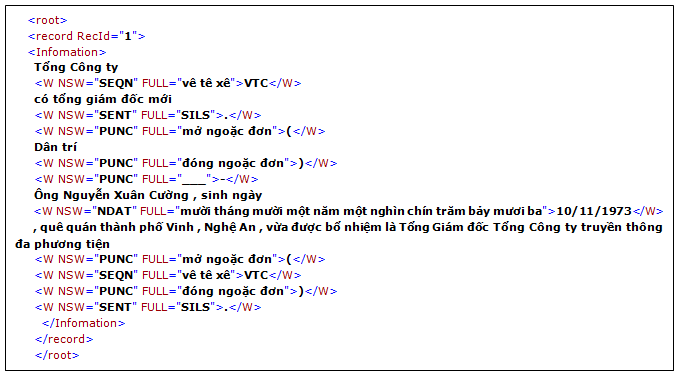 <root>
<record RecId="1">
<Infomation>
Tổng Công ty
<W NSW="SEQN" FULL="vê tê xê">VTC</W>
có tổng giám đốc mới
<W NSW="SENT" FULL="SILS">.</W>
<W NSW="PUNC" FULL="mở ngoặc đơn">(</W>
Dân trí
<W NSW="PUNC" FULL="đóng ngoặc đơn">)</W>
<W NSW="PUNC" FULL="___">-</W>
Ông Nguyễn Xuân Cường , sinh ngày
<W NSW="NDAT" FULL="mười tháng mười một năm một nghìn chín trăm bảy mươi ba">10/11/1973</W>
, quê quán thành phố Vinh , Nghệ An , vừa được bổ nhiệm là Tổng Giám đốc Tổng Công ty truyền thông
đa phương tiện
<W NSW="PUNC" FULL="mở ngoặc đơn">(</W>
<W NSW="SEQN" FULL="vê tê xê">VTC</W>
<W NSW="PUNC" FULL="đóng ngoặc đơn">)</W>
<W NSW="SENT" FULL="SILS">.</W>
</Infomation>
</record>
</root>